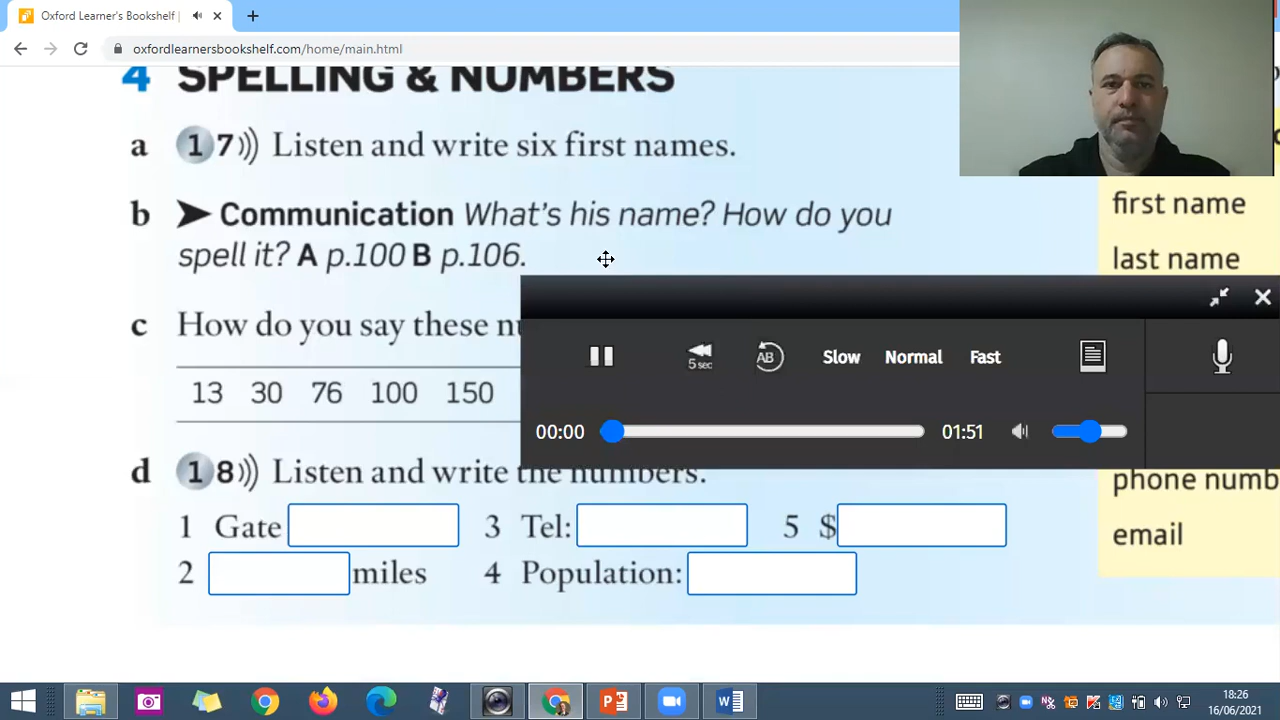 Oxford Learner's Bookshelf |
oxfordlearnersbookshelf.com/home/main.html
4 SPELLING & NUMBERS
a 1 7 Listen and write six first names.
b Communication What's his name? How do you
spell it? A p.100 B p.106.
c How do you say these
13 30 76 100 150
d 1 8 Listen and write the numbers.
1 Gate 3 Tel: 5 $
2 miles 4 Population:
first name
last name
phone numb
email
5 sec AB Slow Normal Fast
00:00 01:51
18:26
16/06/2021